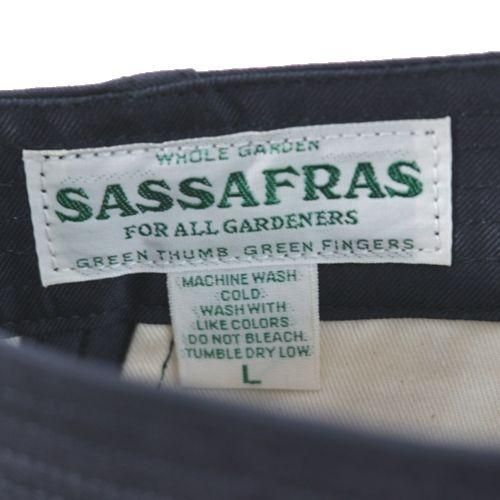 WHOLE GARDEN
SASSAFRAS
FOR ALL GARDENERS
GREEN THUMB. GREEN FINGERS.
MACHINE WASH
COLD.
WASH WITH
LIKE COLORS
DO NOT BLEACH.
TUMBLE DRY LOW.
L